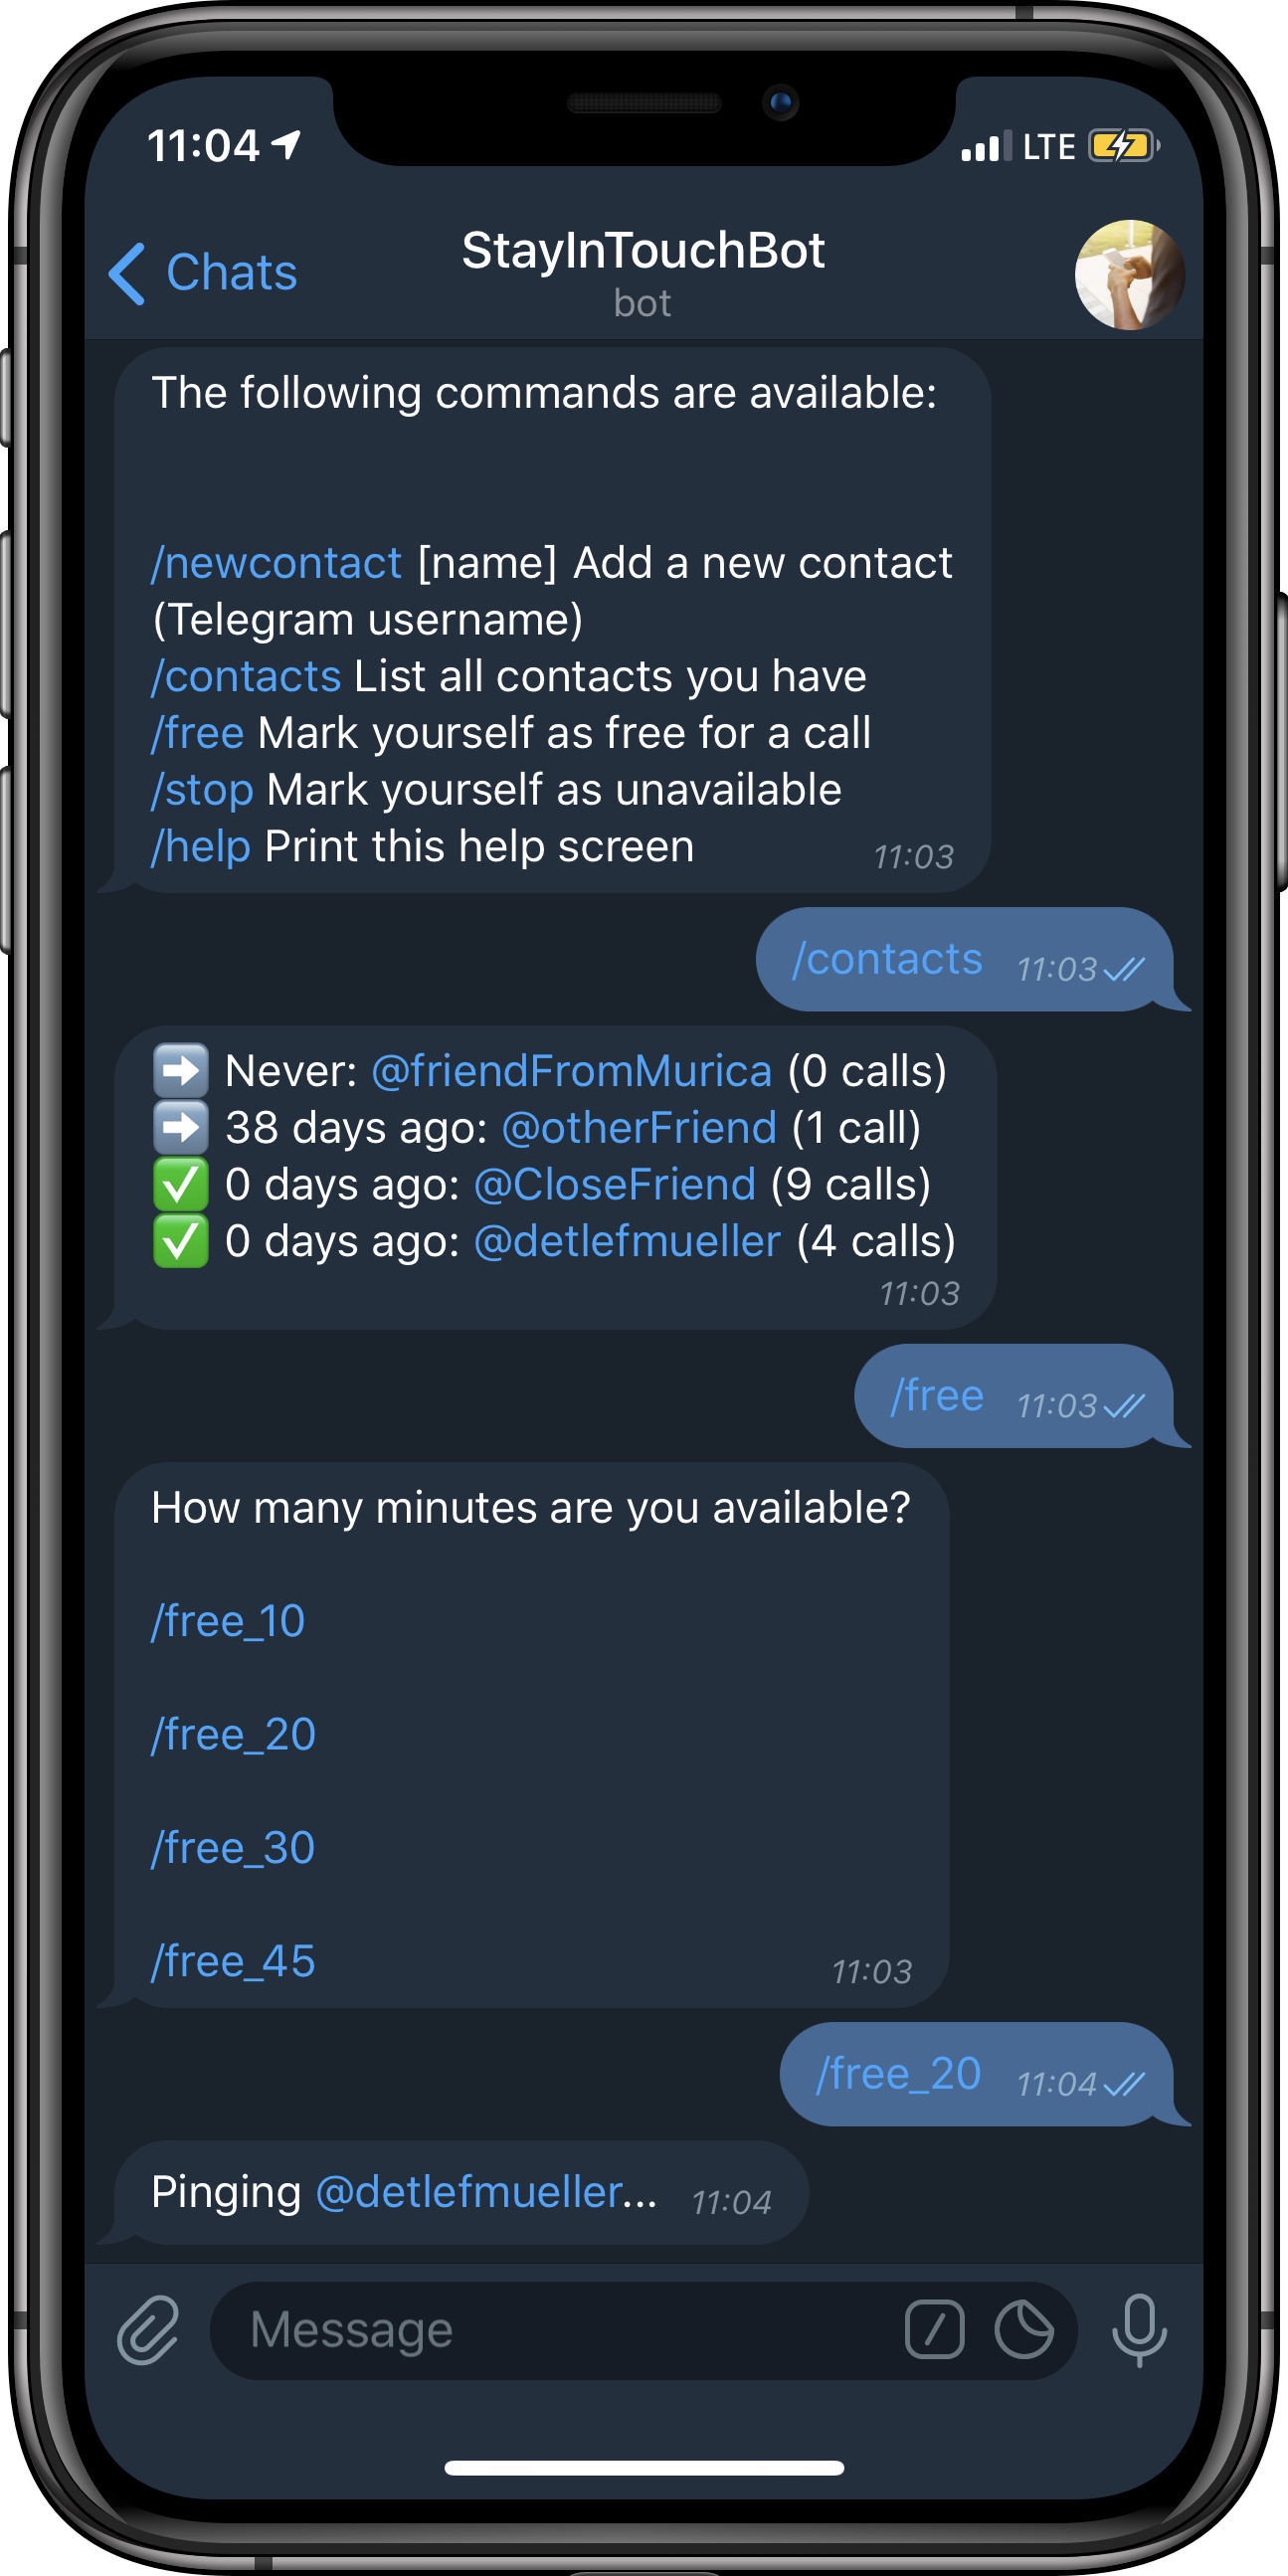 11:04 LTE
Chats
StayInTouchBot
bot
The following commands are available:
/newcontact [name] Add a new contact
(Telegram username)
/contacts List all contacts you have
/free Mark yourself as free for a call
/stop Mark yourself as unavailable
/help Print this help screen 11:03
/contacts 11:03
➡️ Never: @friendFromMurica (0 calls)
➡️ 38 days ago: @otherFriend (1 call)
✅ 0 days ago: @CloseFriend (9 calls)
✅ 0 days ago: @detlefmueller (4 calls)
11:03
/free 11:03
How many minutes are you available?
/free_10
/free_20
/free_30
/free_45 11:03
/free_20 11:04
Pinging @detlefmueller... 11:04
Message